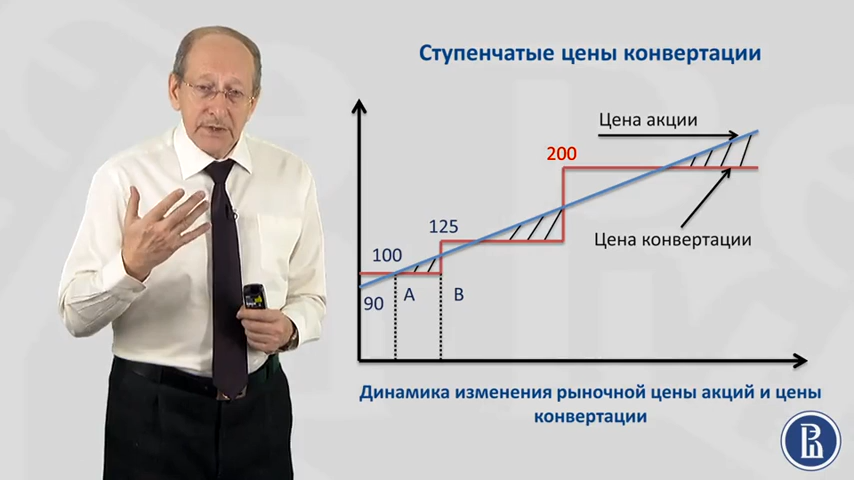 Ступенчатые цены конвертации
Цена акции
200
125
Цена конвертации
100
90
А
В
Динамика изменения рыночной цены акций и цены
конвертации